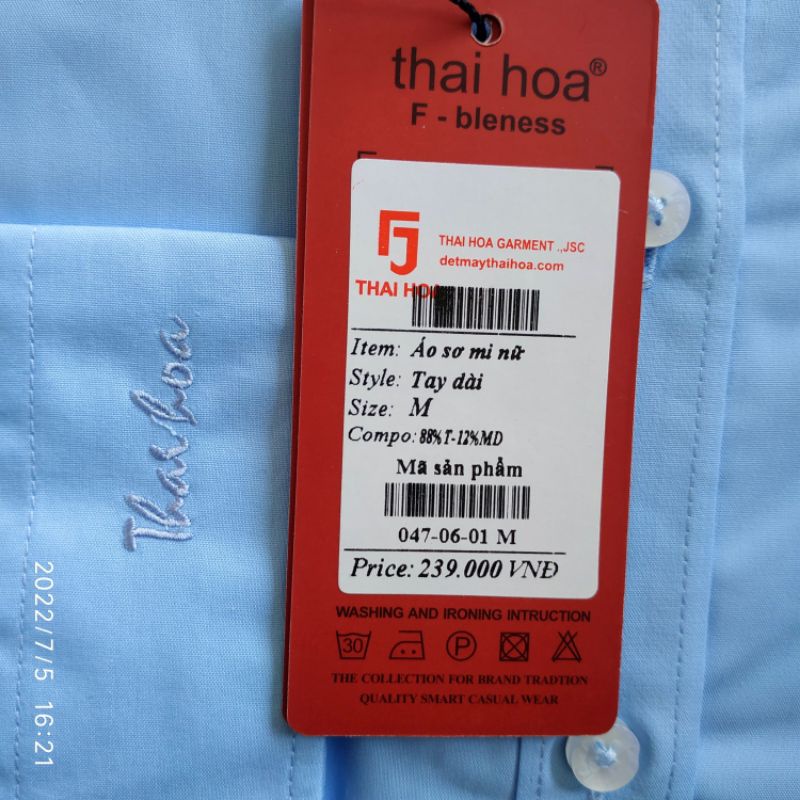 thai hoa®
F - bleness
FJ
THAI HOA GARMENT .,JSC
detmaythaihoa.com
THAI HOA
Item: Áo sơ mi nữ
Style: Tay dài
Size: M
Compo: 88%T-12%MD
Mã sản phẩm
047-06-01 M
Price: 239.000 VNĐ
WASHING AND IRONING INTRUCTION
30
P
THE COLLECTION FOR BRAND TRADTION
QUALITY SMART CASUAL WEAR
Thaihoa
2022/7/5 16:21